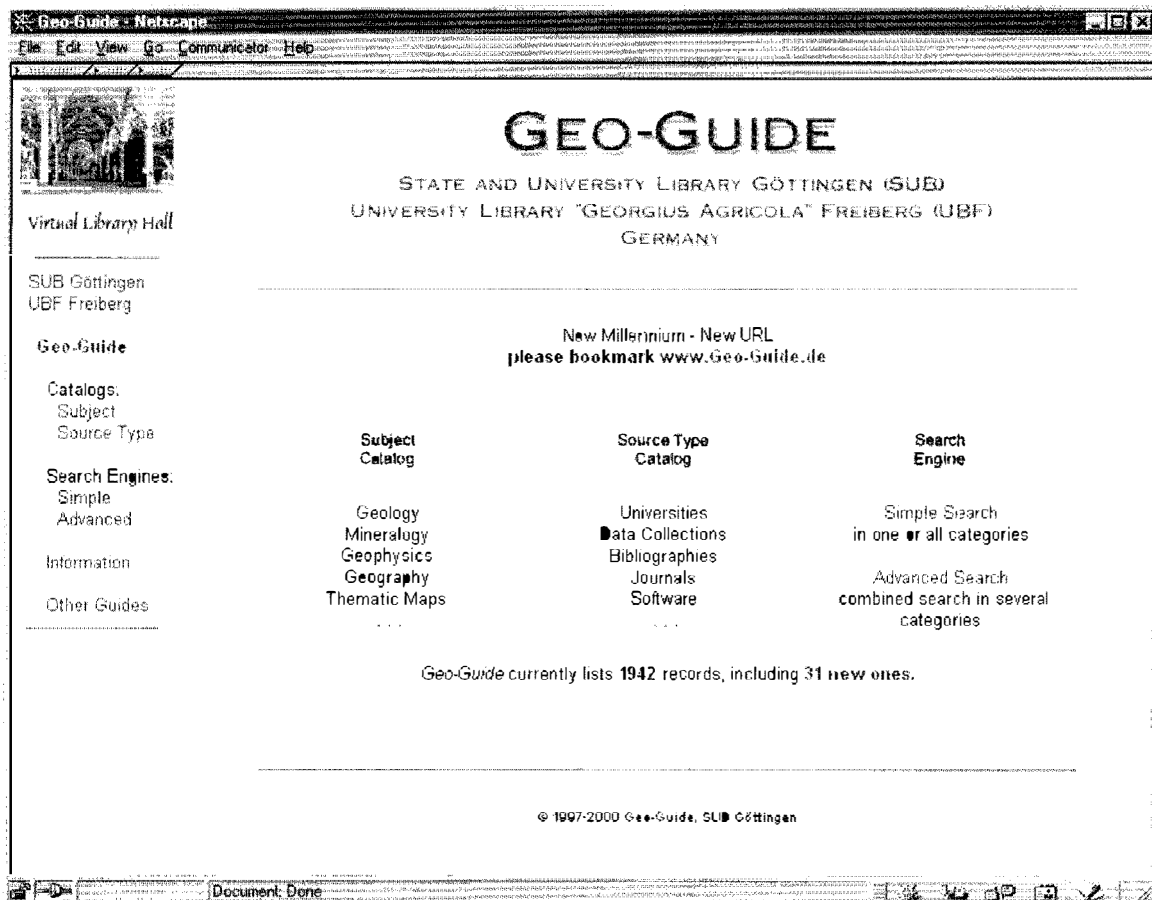 Geo-Guide - Netscape
File Edit View Go Communicator Help
Virtual Library Hall
SUB Göttingen
UBF Freiberg
Geo-Guide
Catalogs:
Subject
Source Type
Search Engines:
Simple
Advanced
Information
Other Guides
GEO-GUIDE
STATE AND UNIVERSITY LIBRARY GÖTTINGEN (SUB)
UNIVERSITY LIBRARY "GEORGIUS AGRICOLA" FREIBERG (UBF)
GERMANY
New Millennium - New URL
please bookmark www.Geo-Guide.de
Subject
Catalog
Geology
Mineralogy
Geophysics
Geography
Thematic Maps
. . .
Source Type
Catalog
Universities
Data Collections
Bibliographies
Journals
Software
. . .
Search
Engine
Simple Search
in one or all categories
Advanced Search
combined search in several
categories
Geo-Guide currently lists 1942 records, including 31 new ones.
© 1997-2000 Geo-Guide, SUB Göttingen
Document: Done